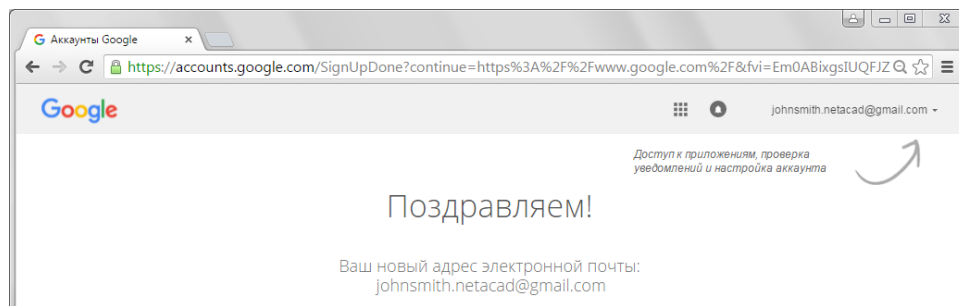 Аккаунты Google
https://accounts.google.com/SignUpDone?continue=https%3A%2F%2Fwww.google.com%2F&fvi=Em0ABixgsIUQFJZ
Google
johnsmith.netacad@gmail.com
Доступ к приложениям, проверка
уведомлений и настройка аккаунта
Поздравляем!
Ваш новый адрес электронной почты:
johnsmith.netacad@gmail.com